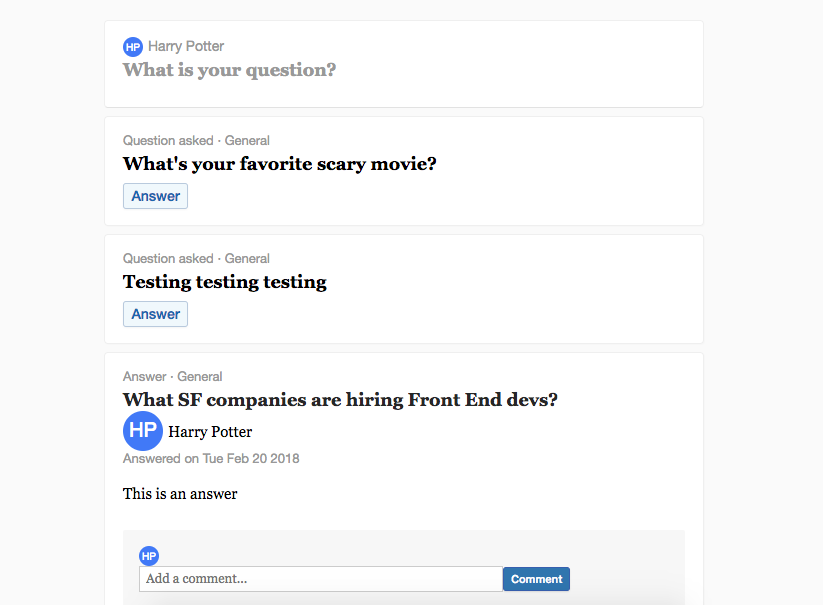 HP Harry Potter
What is your question?
Question asked · General
What's your favorite scary movie?
Answer
Question asked · General
Testing testing testing
Answer
Answer · General
What SF companies are hiring Front End devs?
HP Harry Potter
Answered on Tue Feb 20 2018
This is an answer
HP
Add a comment... Comment